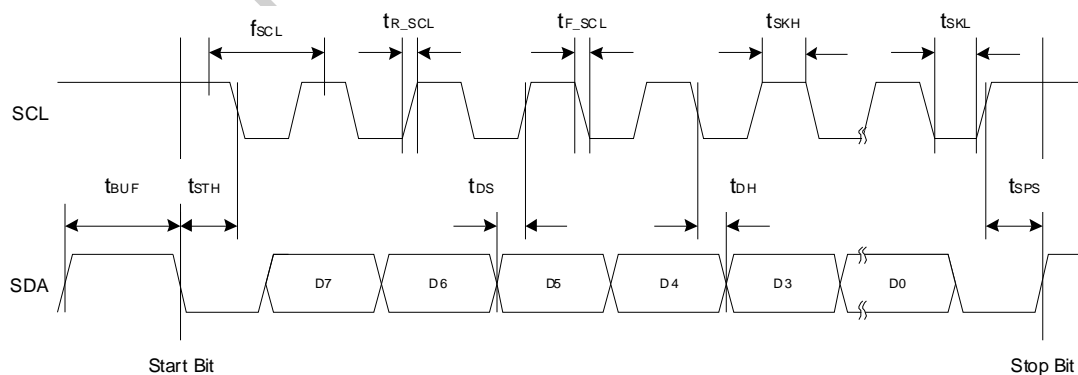 fSCL
tR_SCL
tF_SCL
tSKH
tSKL
SCL
tBUF
tSTH
tDS
tDH
tSPS
SDA
D7
D6
D5
D4
D3
D0
Start Bit
Stop Bit